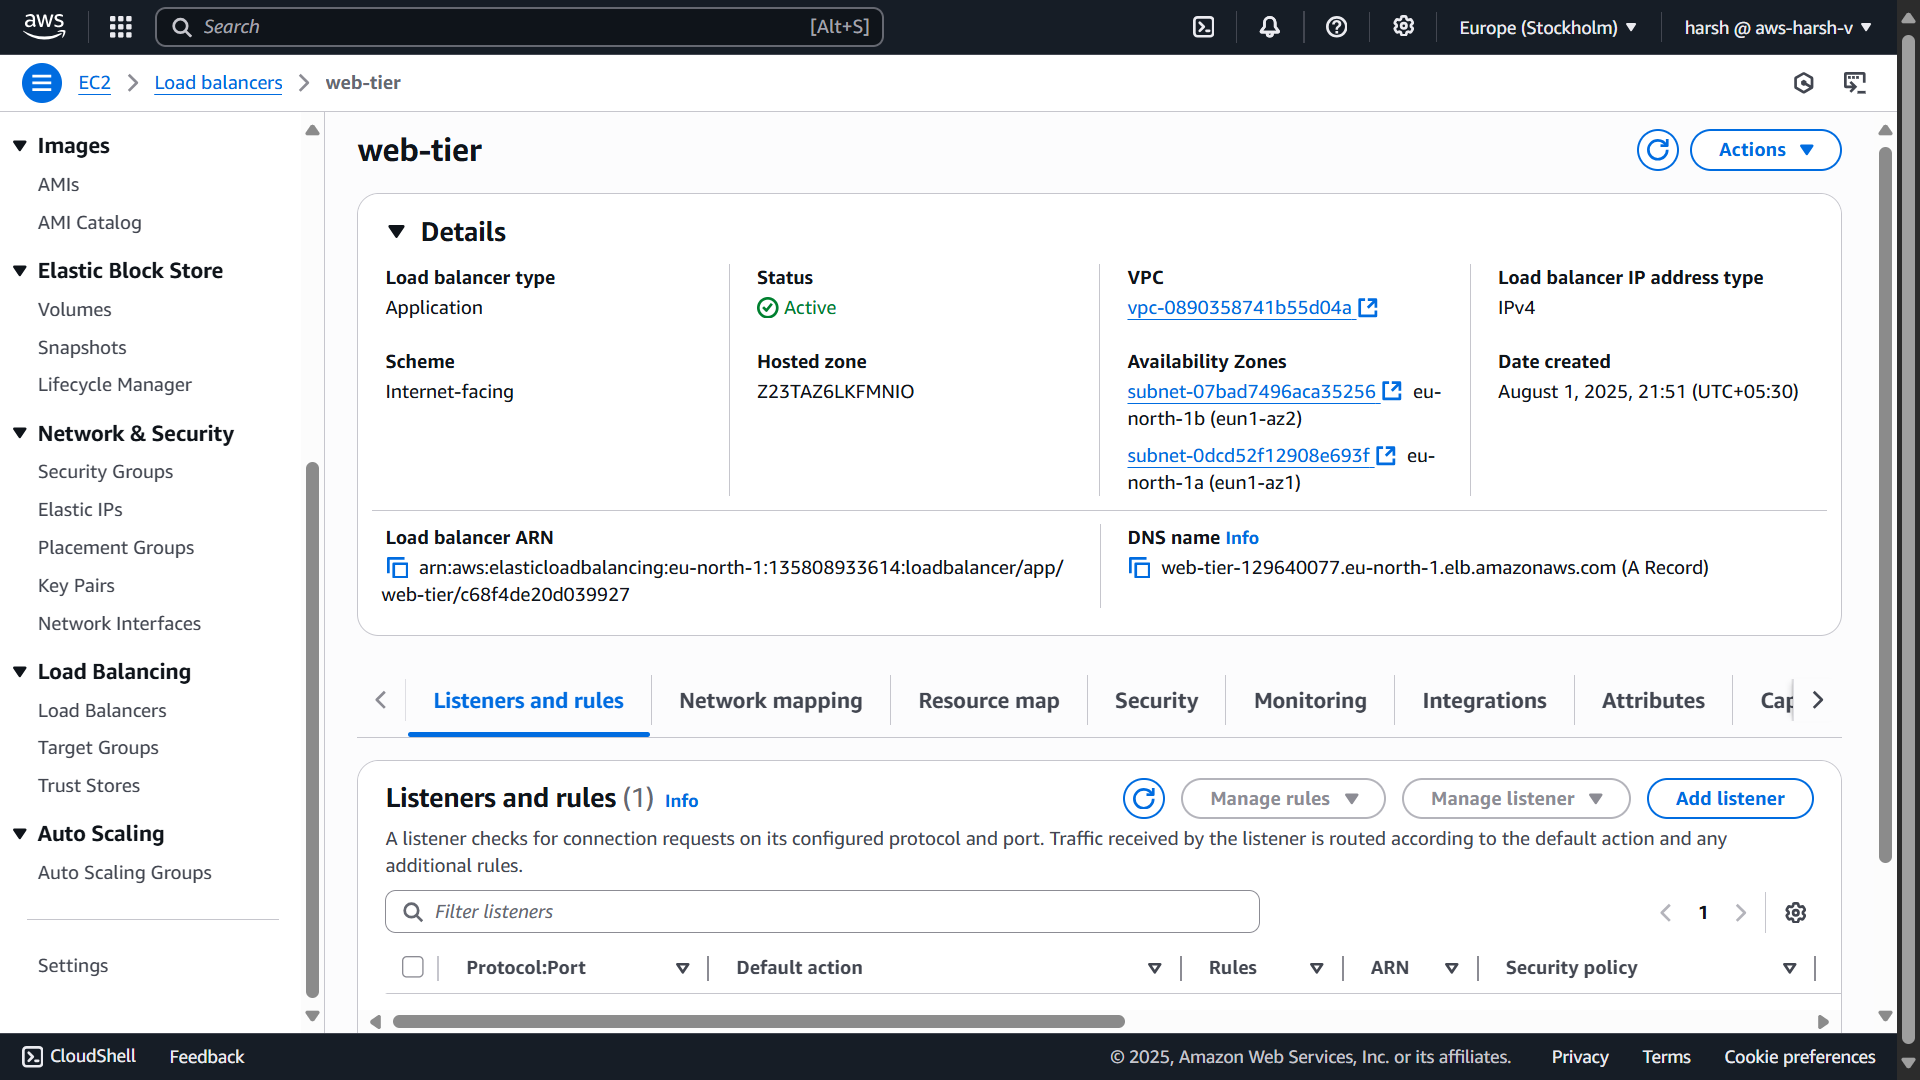 aws
Search
[Alt+S]
Europe (Stockholm)
harsh @ aws-harsh-v
EC2
Load balancers
web-tier
Images
AMIs
AMI Catalog
Elastic Block Store
Volumes
Snapshots
Lifecycle Manager
Network & Security
Security Groups
Elastic IPs
Placement Groups
Key Pairs
Network Interfaces
Load Balancing
Load Balancers
Target Groups
Trust Stores
Auto Scaling
Auto Scaling Groups
Settings
web-tier
Actions
Details
Load balancer type
Application
Status
Active
VPC
vpc-0890358741b55d04a
Load balancer IP address type
IPv4
Scheme
Internet-facing
Hosted zone
Z23TAZ6LKFMNIO
Availability Zones
subnet-07bad7496aca35256 eu-
north-1b (eun1-az2)
subnet-0dcd52f12908e693f eu-
north-1a (eun1-az1)
Date created
August 1, 2025, 21:51 (UTC+05:30)
Load balancer ARN
arn:aws:elasticloadbalancing:eu-north-1:135808933614:loadbalancer/app/
web-tier/c68f4de20d039927
DNS name Info
web-tier-129640077.eu-north-1.elb.amazonaws.com (A Record)
Listeners and rules
Network mapping
Resource map
Security
Monitoring
Integrations
Attributes
Cap
Listeners and rules (1) Info
Manage rules
Manage listener
Add listener
A listener checks for connection requests on its configured protocol and port. Traffic received by the listener is routed according to the default action and any
additional rules.
Filter listeners
1
Protocol:Port
Default action
Rules
ARN
Security policy
CloudShell
Feedback
© 2025, Amazon Web Services, Inc. or its affiliates.
Privacy
Terms
Cookie preferences